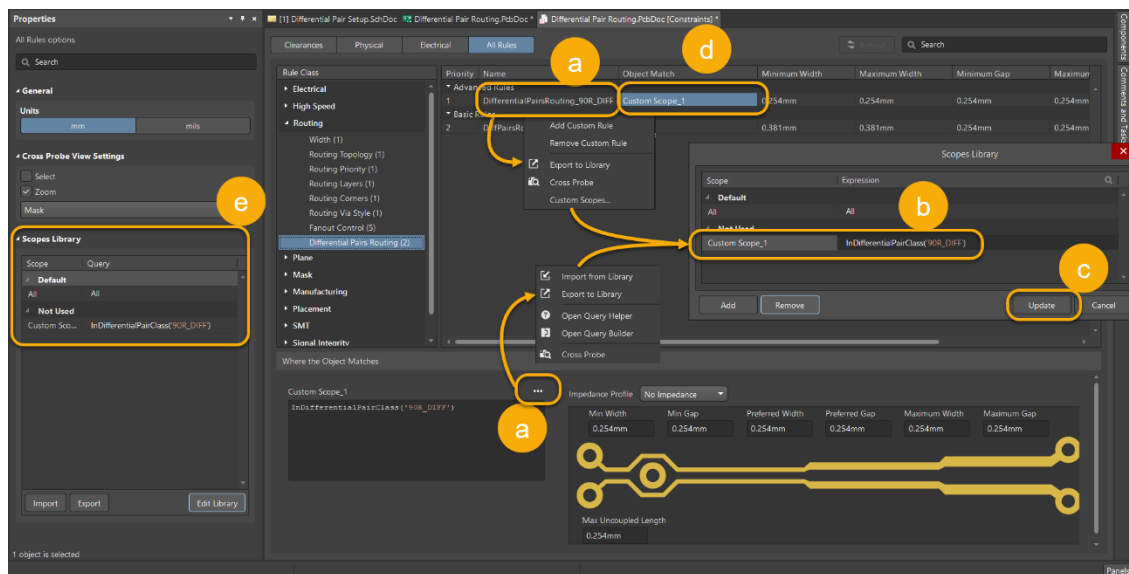 Properties
All Rules options
Search
General
Units
mm
mils
Cross Probe View Settings
Select
Zoom
Mask
e
Scopes Library
Scope Query
Default
All All
Not Used
Custom Sco... InDifferentialPairClass('90R_DIFF')
Import Export Edit Library
1 object is selected
[1] Differential Pair Setup.SchDoc * Differential Pair Routing.PcbDoc * Differential Pair Routing.PcbDoc [Constraints] *
Clearances Physical Electrical All Rules
Search
a
d
Rule Class
Electrical
High Speed
Routing
Width (1)
Routing Topology (1)
Routing Priority (1)
Routing Layers (1)
Routing Corners (1)
Routing Via Style (1)
Fanout Control (5)
Differential Pairs Routing (2)
Plane
Mask
Manufacturing
Placement
SMT
Signal Integrity
Priority Name Object Match Minimum Width Maximum Width Minimum Gap Maximum
1 DifferentialPairsRouting_90R_DIFF Custom Scope_1 0.254mm 0.254mm 0.254mm 0.254mm
2 0.381mm 0.381mm 0.254mm 0.254mm
Add Custom Rule
Remove Custom Rule
Export to Library
Cross Probe
Custom Scopes...
Scopes Library
Scope Expression
Default
All All
b
Not Used
Custom Scope_1 InDifferentialPairClass('90R_DIFF')
c
Add Remove Update Cancel
Import from Library
Export to Library
Open Query Helper
Open Query Builder
Cross Probe
Where the Object Matches
Custom Scope_1
InDifferentialPairClass('90R_DIFF')
a
Impedance Profile No Impedance
Min Width Min Gap Preferred Width Preferred Gap Maximum Width Maximum Gap
0.254mm 0.254mm 0.254mm 0.254mm 0.254mm 0.254mm
Max Uncoupled Length
0.254mm
Components
Comments and Tasks
Panels